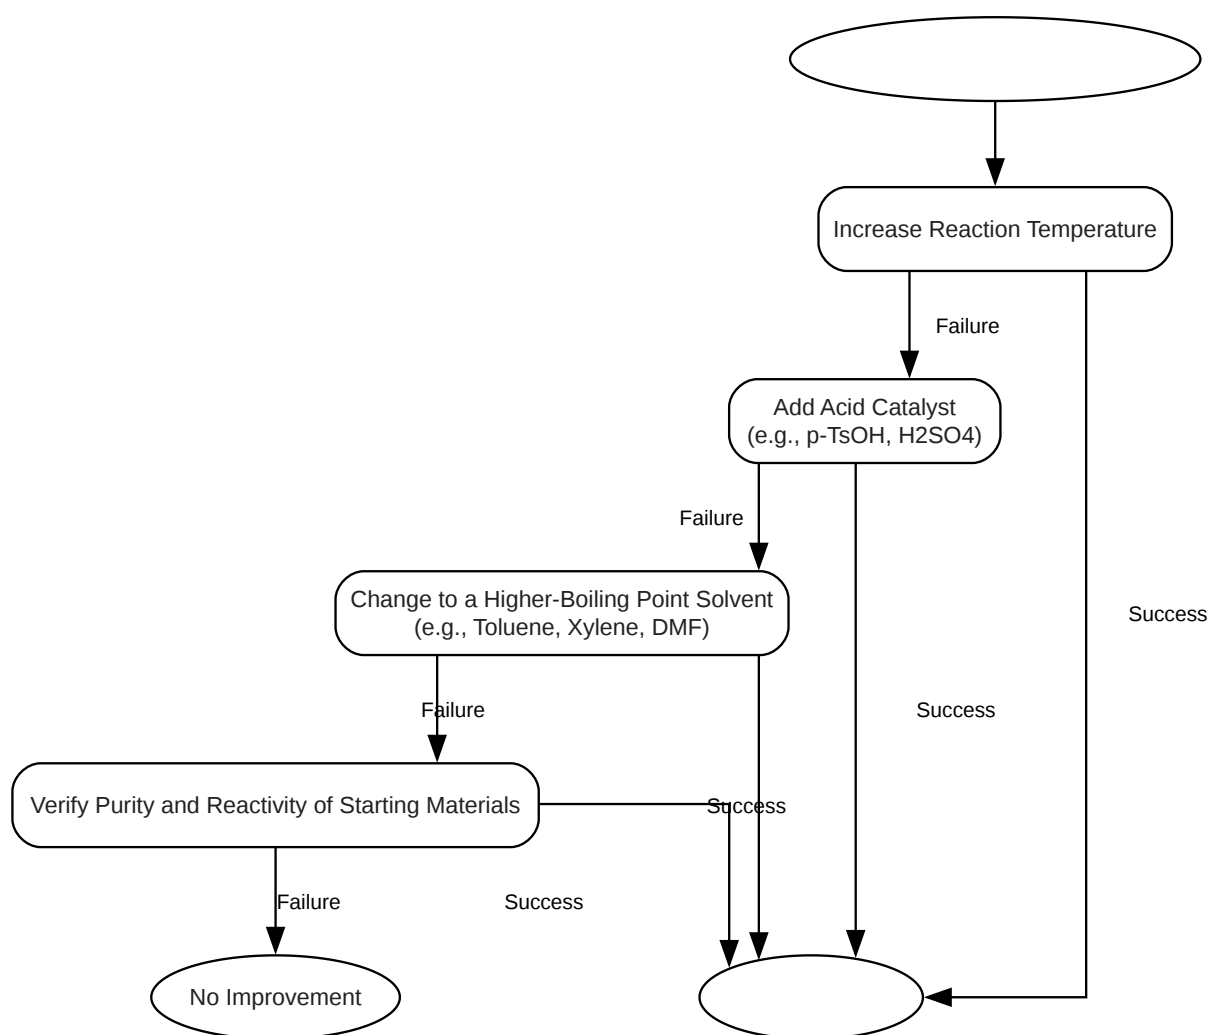 Increase Reaction Temperature
Failure
Add Acid Catalyst
(e.g., p-TsOH, H2SO4)
Failure
Change to a Higher-Boiling Point Solvent
(e.g., Toluene, Xylene, DMF)
Success
Failure
Success
Verify Purity and Reactivity of Starting Materials
Success
Failure
Success
No Improvement